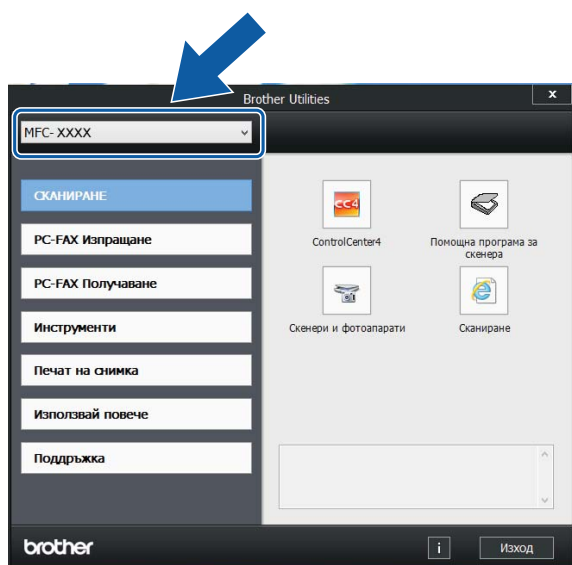 Brother Utilities
x
MFC- XXXX
СКАНИРАНЕ
PC-FAX Изпращане
PC-FAX Получаване
Инструменти
Печат на снимка
Използвай повече
Поддръжка
CC4
ControlCenter4
Помощна програма за
скенера
Скенери и фотоапарати
Сканиране
brother
i
Изход